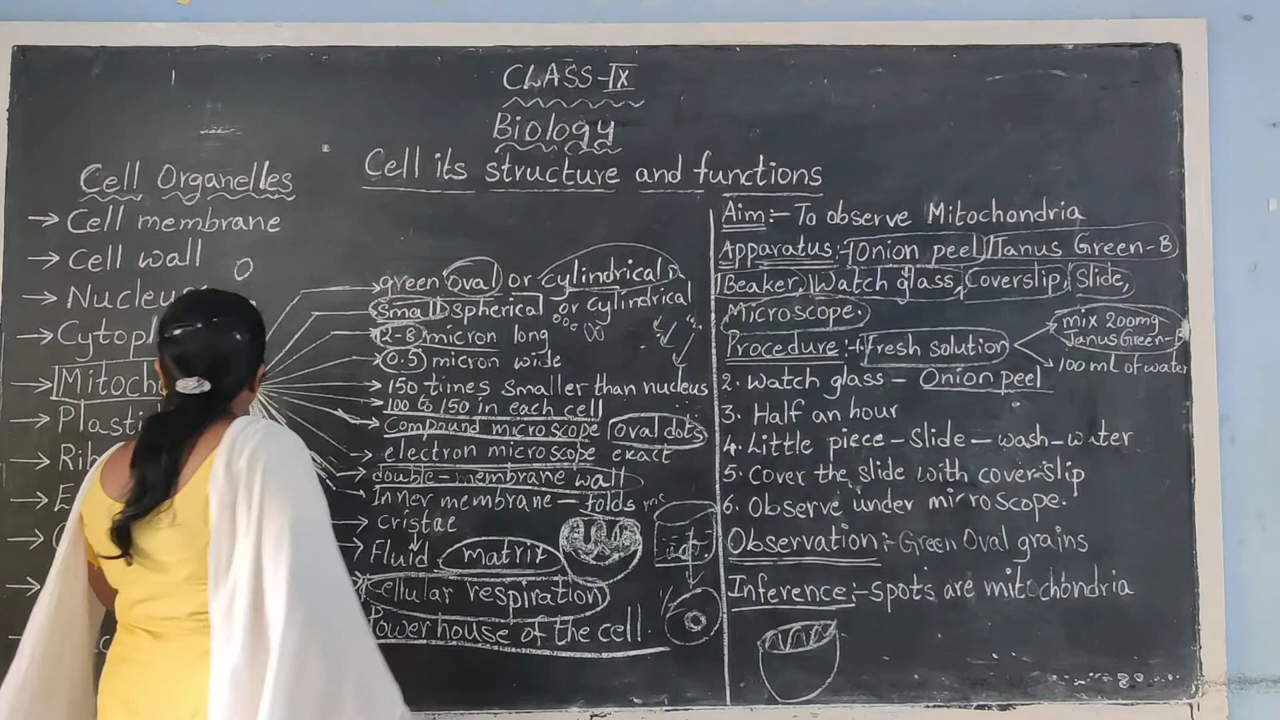 CLASS-IX
Biology
Cell its structure and functions
Cell Organelles
→ Cell membrane
→ Cell wall
→ Nucleu
→ Cytopl
→ Mitoch
→ Plasti
→ Rib
→ E
green oval or cylindrical
Small spherical or cylindrical
2-8 micron long
0.5 micron wide
150 times smaller than nucleus
100 to 150 in each cell
Compound microscope oval dots
electron microscope exact
double-membrane wall
Inner membrane - folds
cristae
Fluid matrix
Cellular respiration
Power house of the cell
Aim:- To observe Mitochondria
Apparatus:- Onion peel, Janus Green-B
Beaker, Watch glass, Coverslip, Slide,
Microscope.
Procedure:- 1. Fresh solution
mix 200mg
Janus Green-B
100 ml of water
2. Watch glass - Onion peel
3. Half an hour
4. Little piece - Slide - wash - water
5. Cover the slide with cover-slip
6. Observe under microscope.
Observation:- Green Oval grains
Inference:- spots are mitochondria